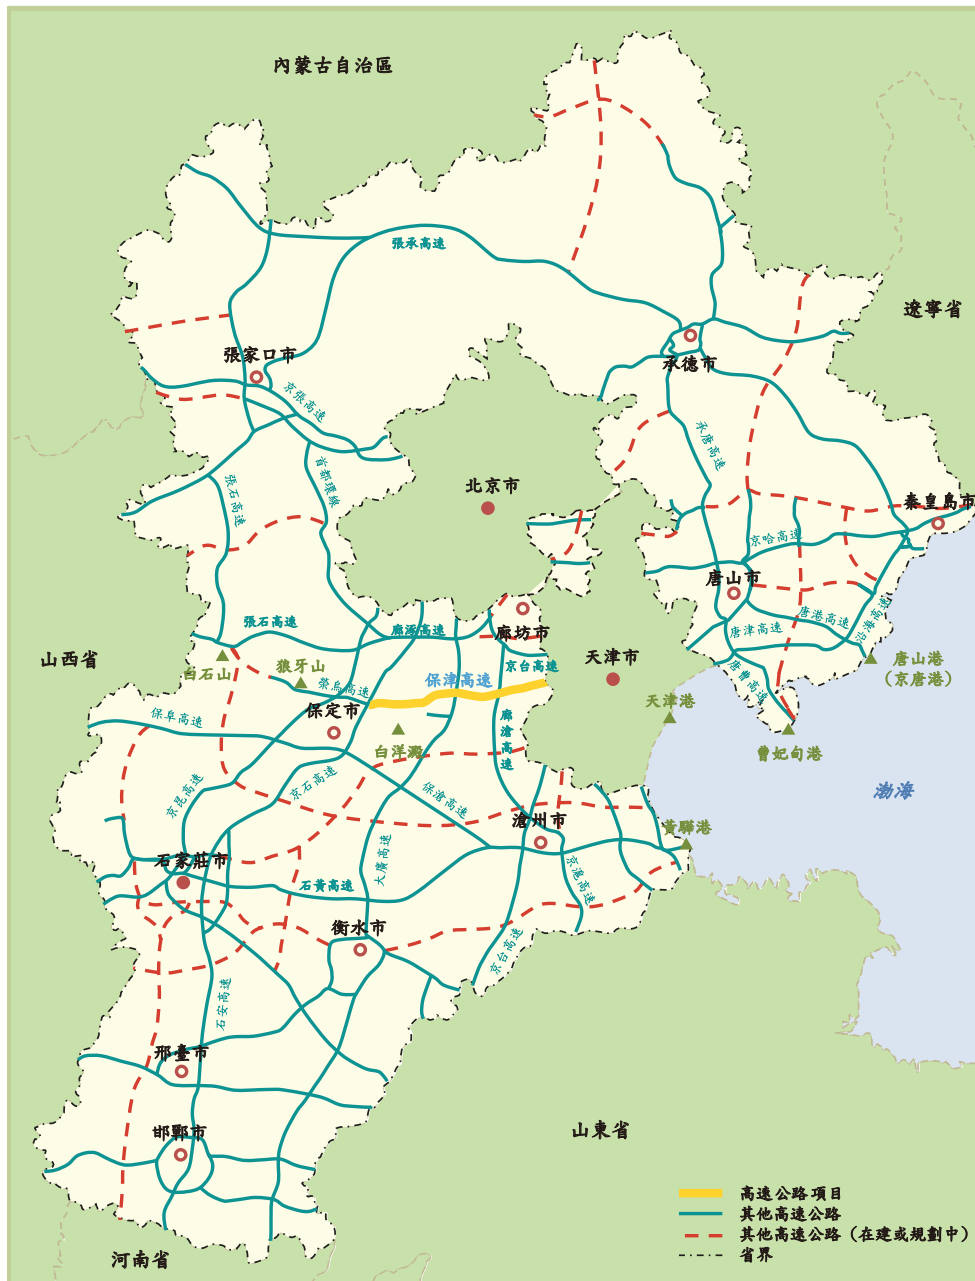 內蒙古自治區
張承高速
遼寧省
張家口市
承德市
京張高速
承唐高速
首都環線
張石高速
北京市
秦皇島市
京哈高速
唐山市
唐港高速
沿海高速
張石高速
廊涿高速
廊坊市
唐津高速
山西省
白石山
狼牙山
京台高速
天津市
唐山港
(京唐港)
保津高速
唐曹高速
榮烏高速
保定市
天津港
保阜高速
白洋澱
廊滄高速
曹妃甸港
京昆高速
京石高速
保滄高速
渤海
滄州市
黃驊港
石家莊市
大廣高速
京滬高速
石黃高速
衡水市
京台高速
石安高速
邢臺市
邯鄲市
山東省
河南省
高速公路項目
其他高速公路
其他高速公路（在建或規劃中）
省界